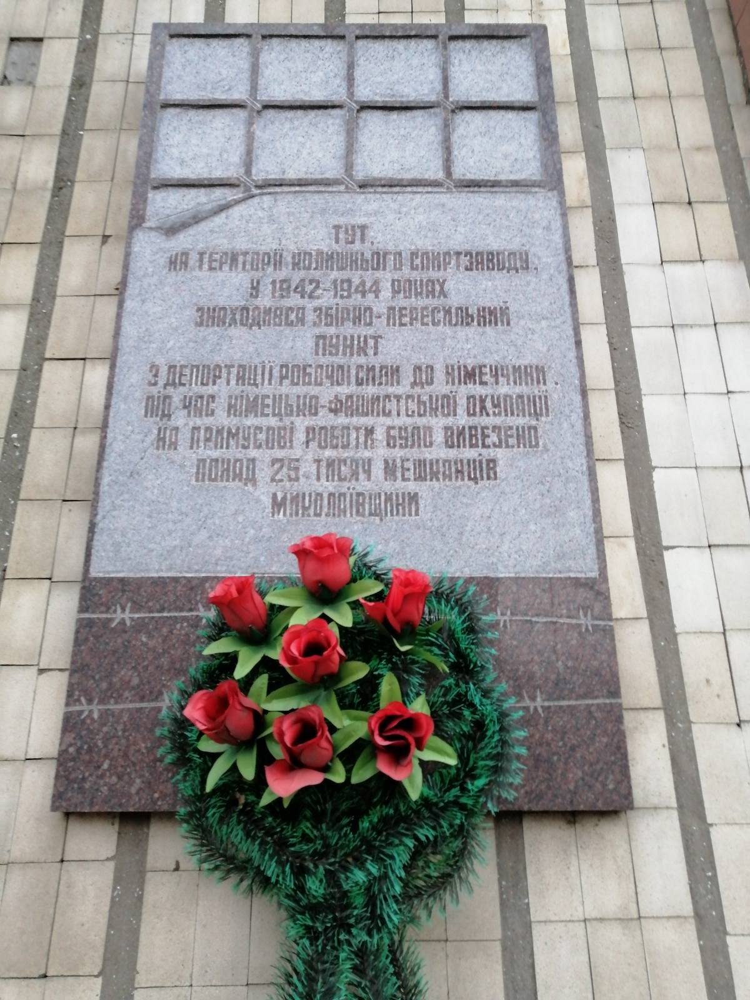 ТУТ,
НА ТЕРИТОРІЇ КОЛИШНЬОГО СПИРТЗАВОДУ,
У 1942-1944 РОКАХ
ЗНАХОДИВСЯ ЗБІРНО-ПЕРЕСИЛЬНИЙ
ПУНКТ
З ДЕПОРТАЦІЇ РОБОЧОЇ СИЛИ ДО НІМЕЧЧИНИ.
ПІД ЧАС НІМЕЦЬКО-ФАШИСТСЬКОЇ ОКУПАЦІЇ
НА ПРИМУСОВІ РОБОТИ БУЛО ВИВЕЗЕНО
ПОНАД 25 ТИСЯЧ МЕШКАНЦІВ
МИКОЛАЇВЩИНИ